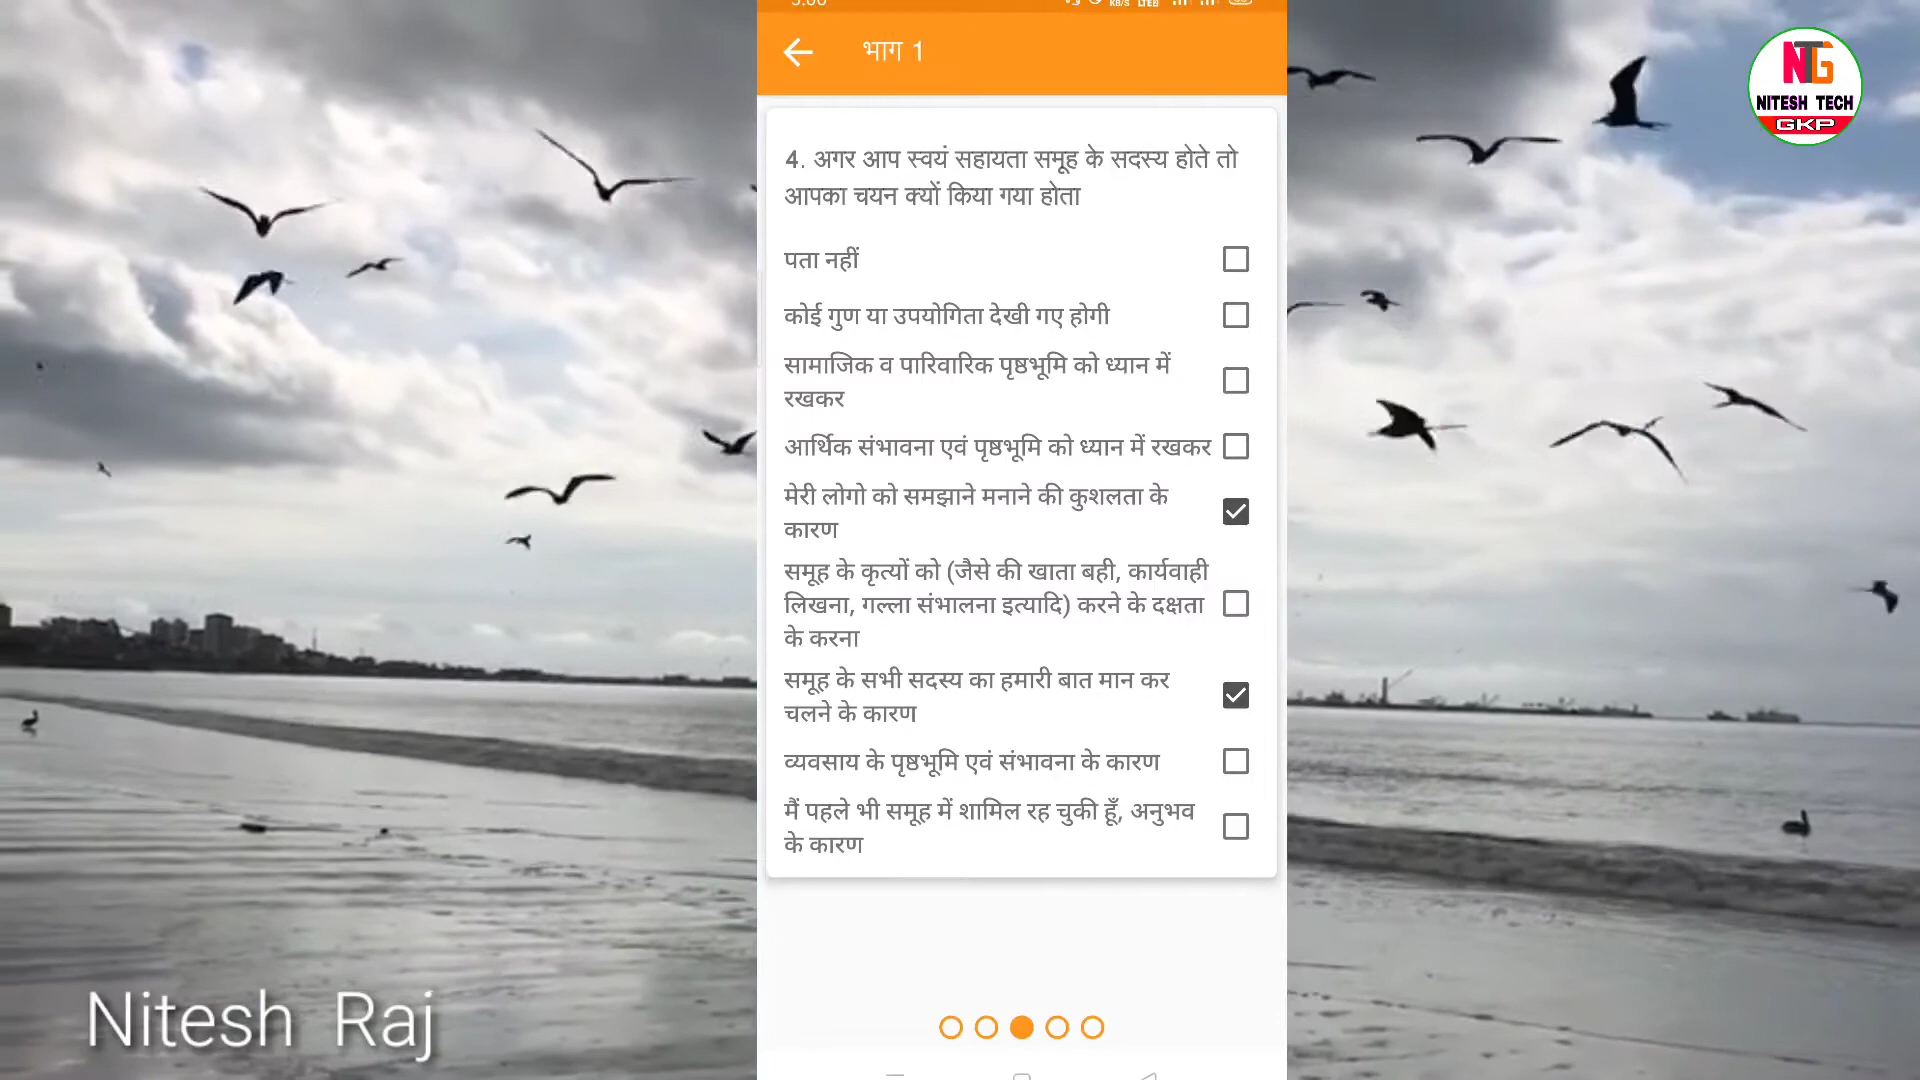 भाग 1
NTG
NITESH TECH
GKP
4. अगर आप स्वयं सहायता समूह के सदस्य होते तो
आपका चयन क्यों किया गया होता
पता नहीं
कोई गुण या उपयोगिता देखी गए होगी
सामाजिक व पारिवारिक पृष्ठभूमि को ध्यान में
रखकर
आर्थिक संभावना एवं पृष्ठभूमि को ध्यान में रखकर
मेरी लोगो को समझाने मनाने की कुशलता के
कारण
समूह के कृत्यों को (जैसे की खाता बही, कार्यवाही
लिखना, गल्ला संभालना इत्यादि) करने के दक्षता
के करना
समूह के सभी सदस्य का हमारी बात मान कर
चलने के कारण
व्यवसाय के पृष्ठभूमि एवं संभावना के कारण
मैं पहले भी समूह में शामिल रह चुकी हूँ, अनुभव
के कारण
Nitesh Raj